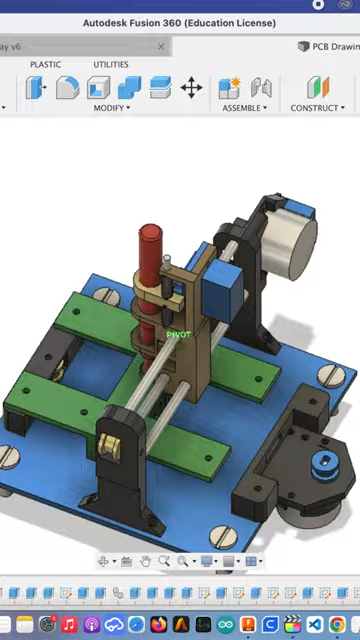 Autodesk Fusion 360 (Education License)
ay v6
PCB Drawin
PLASTIC
UTILITIES
MODIFY
ASSEMBLE
CONSTRUCT
PIVOT